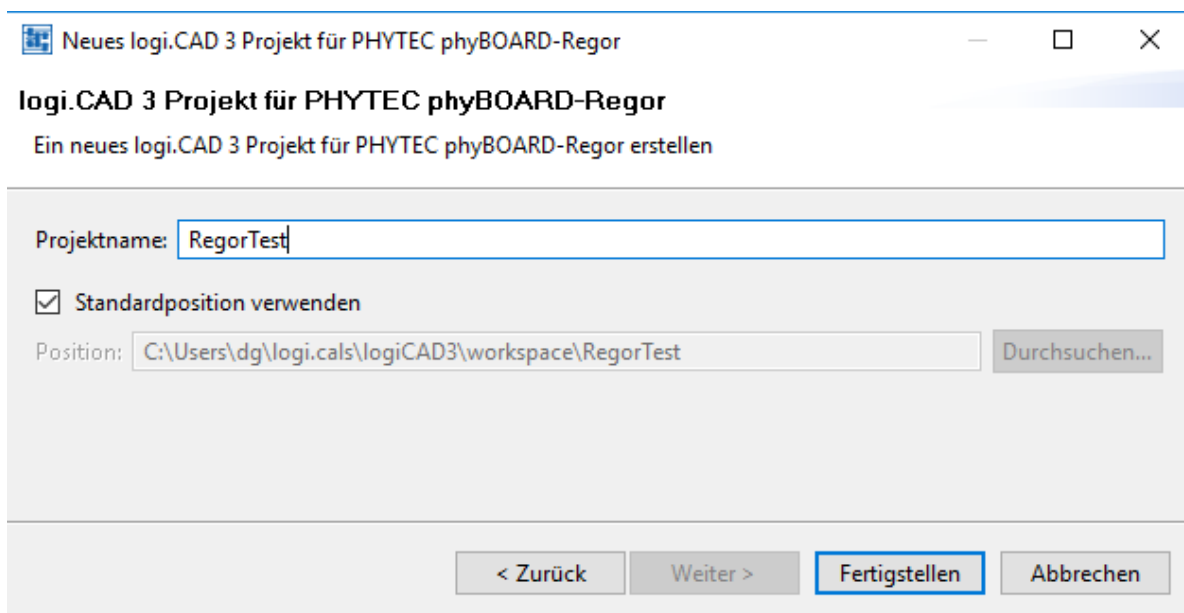 Neues logi.CAD 3 Projekt für PHYTEC phyBOARD-Regor
logi.CAD 3 Projekt für PHYTEC phyBOARD-Regor
Ein neues logi.CAD 3 Projekt für PHYTEC phyBOARD-Regor erstellen
Projektname: RegorTest
Standardposition verwenden
Position: C:\Users\dg\logi.cals\logiCAD3\workspace\RegorTest Durchsuchen...
< Zurück Weiter > Fertigstellen Abbrechen